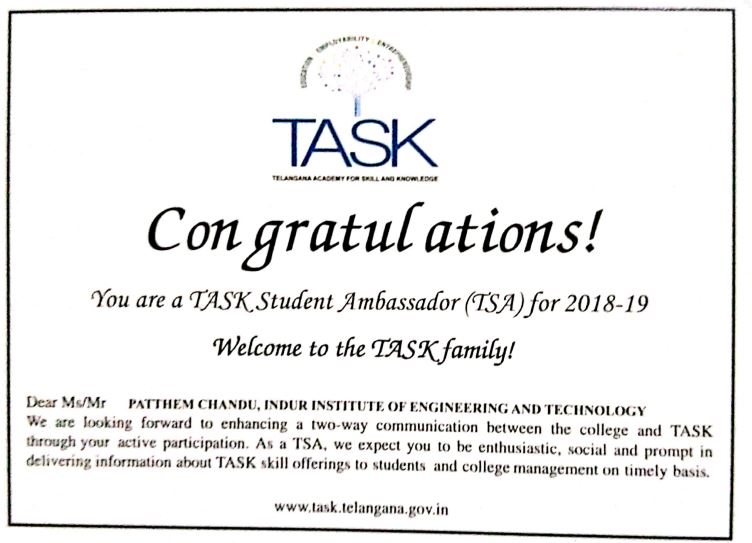 EDUCATION EMPLOYABILITY ENTREPRENEURSHIP
TASK
TELANGANA ACADEMY FOR SKILL AND KNOWLEDGE
Congratulations!
You are a TASK Student Ambassador (TSA) for 2018-19
Welcome to the TASK family!
Dear Ms/Mr PATTHEM CHANDU, INDUR INSTITUTE OF ENGINEERING AND TECHNOLOGY
We are looking forward to enhancing a two-way communication between the college and TASK
through your active participation. As a TSA, we expect you to be enthusiastic, social and prompt in
delivering information about TASK skill offerings to students and college management on timely basis.
www.task.telangana.gov.in